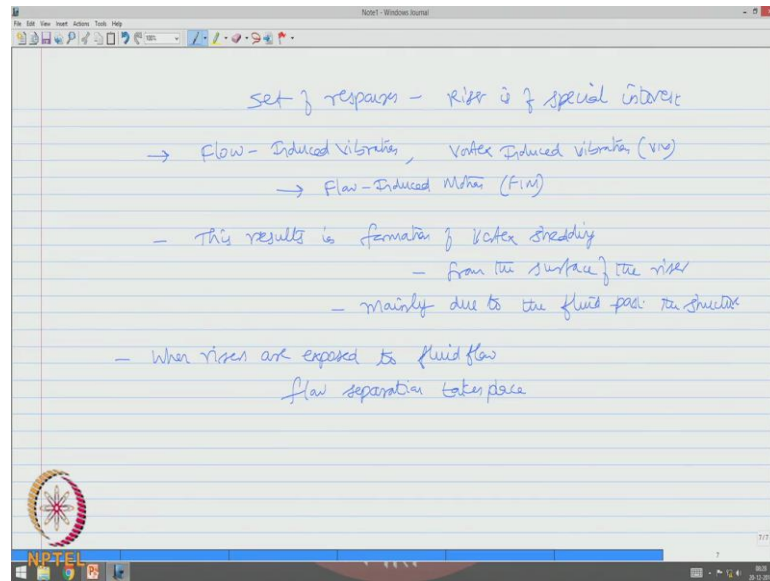 Note1 - Windows Journal
File Edit View Insert Actions Tools Help
Set of responses - Riser is of special interest
→ Flow-Induced Vibration, Vortex Induced vibration (VIV)
→ Flow-Induced Motion (FIM)
- This results in formation of Vortex shedding
- from the surface of the riser
- mainly due to the fluid past the structure
- When risers are exposed to fluid flow
flow separation takes place
7/7
7
NPTEL